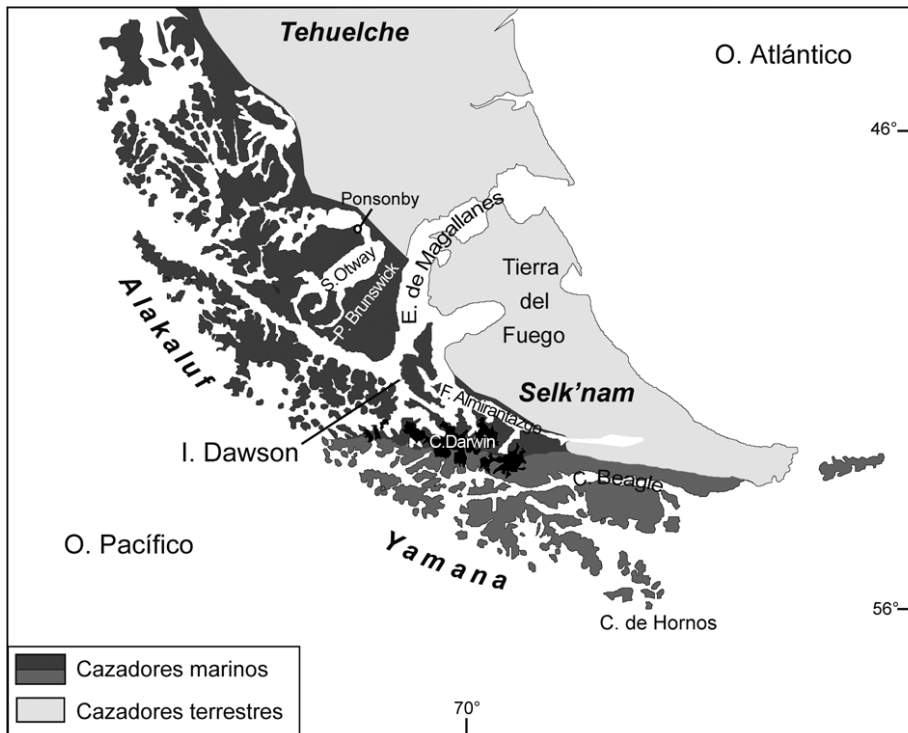 Tehuelche
O. Atlántico
46°
Ponsonby
S.Otway
P. Brunswick
E. de Magallanes
Tierra
del
Fuego
Alakaluf
Selk'nam
F. Almirantazgo
I. Dawson
C.Darwin
C. Beagle
O. Pacífico
Yamana
56°
C. de Hornos
Cazadores marinos
Cazadores terrestres
70°